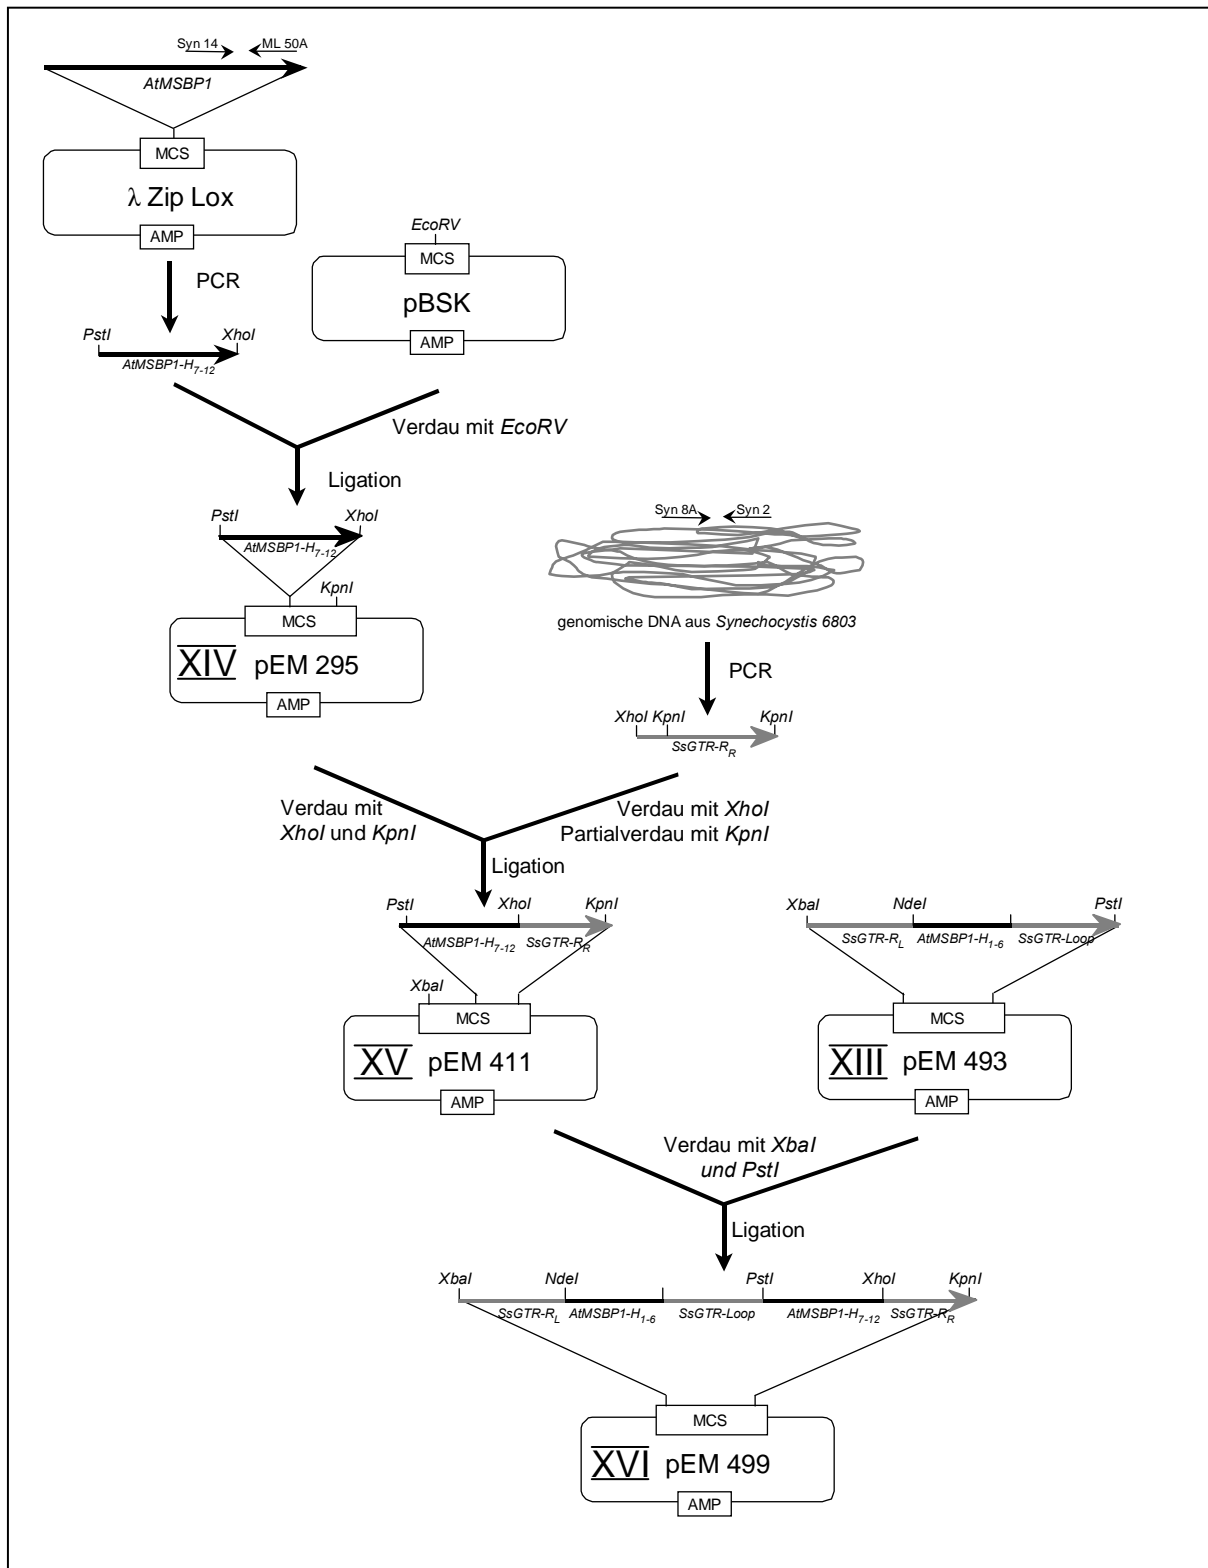 Syn 14 ML 50A
AtMSBP1
MCS
λ Zip Lox
AMP
EcoRV
MCS
pBSK
AMP
PCR
PstI XhoI
AtMSBP1-H7-12
Verdau mit EcoRV
Ligation
PstI XhoI
AtMSBP1-H7-12
KpnI
MCS
XIV pEM 295
AMP
Syn 8A Syn 2
genomische DNA aus Synechocystis 6803
PCR
XhoI KpnI KpnI
SsGTR-RR
Verdau mit
XhoI und KpnI
Verdau mit XhoI
Partialverdau mit KpnI
Ligation
PstI XhoI KpnI
AtMSBP1-H7-12 SsGTR-RR
XbaI
MCS
XV pEM 411
AMP
XbaI NdeI PstI
SsGTR-RL AtMSBP1-H1-6 SsGTR-Loop
MCS
XIII pEM 493
AMP
Verdau mit XbaI
und PstI
Ligation
XbaI NdeI PstI XhoI KpnI
SsGTR-RL AtMSBP1-H1-6 SsGTR-Loop AtMSBP1-H7-12 SsGTR-RR
MCS
XVI pEM 499
AMP